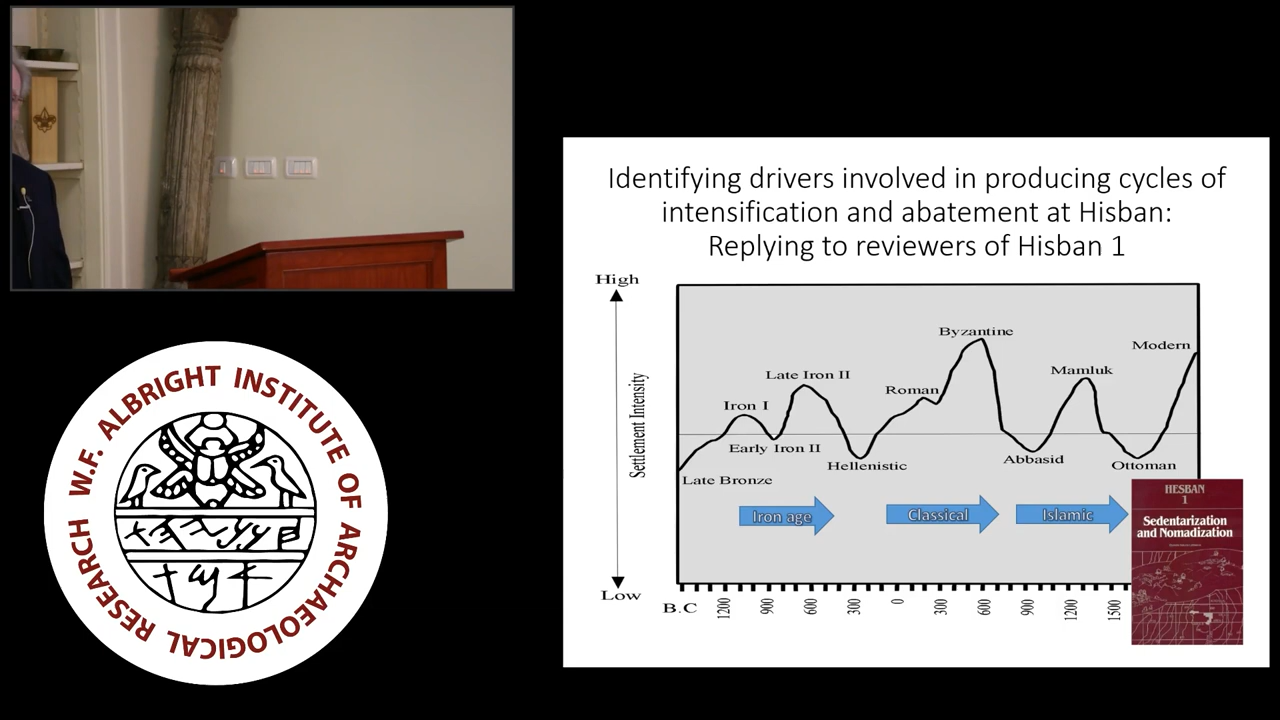 W.F. ALBRIGHT INSTITUTE OF ARCHAEOLOGICAL RESEARCH
Identifying drivers involved in producing cycles of
intensification and abatement at Hisban:
Replying to reviewers of Hisban 1
High
Settlement Intensity
Low
Byzantine
Modern
Late Iron II
Mamluk
Roman
Iron I
Early Iron II
Hellenistic
Abbasid
Ottoman
Late Bronze
Iron age
Classical
Islamic
HESBAN
1
Sedentarization
and Nomadization
B.C 1200 900 600 300 0 300 600 900 1200 1500